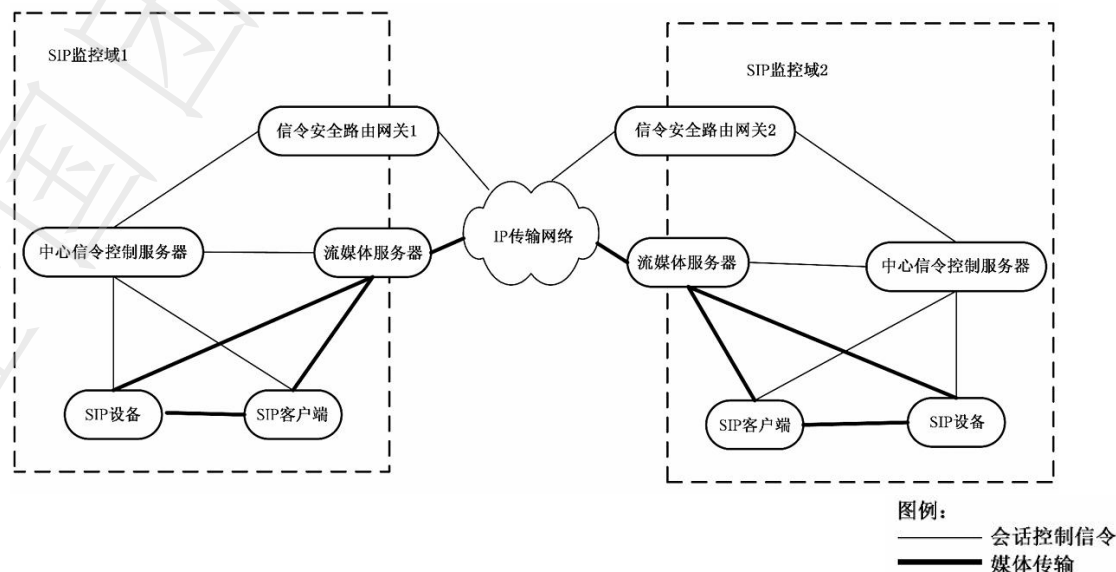 SIP监控域1
SIP监控域2
信令安全路由网关1
信令安全路由网关2
中心信令控制服务器
流媒体服务器
IP传输网络
流媒体服务器
中心信令控制服务器
SIP设备
SIP客户端
SIP客户端
SIP设备
图例：
会话控制信令
媒体传输